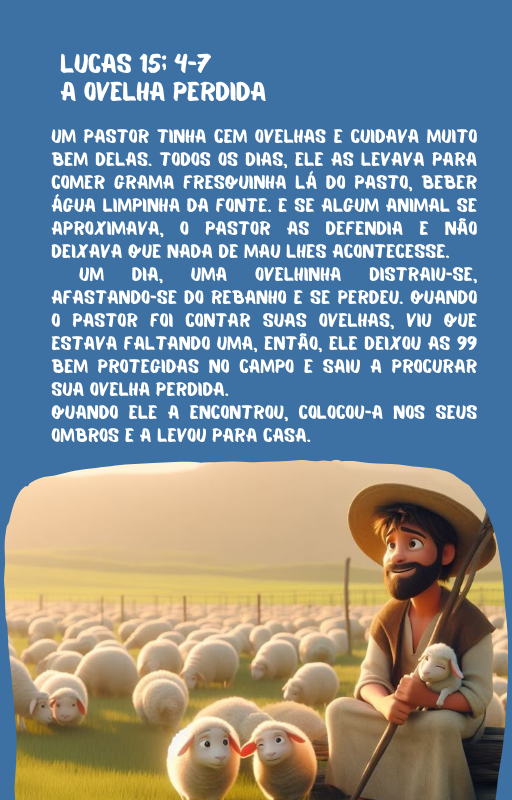 LUCAS 15: 4-7
A OVELHA PERDIDA
UM PASTOR TINHA CEM OVELHAS E CUIDAVA MUITO
BEM DELAS. TODOS OS DIAS, ELE AS LEVAVA PARA
COMER GRAMA FRESQUINHA LÁ DO PASTO, BEBER
ÁGUA LIMPINHA DA FONTE. E SE ALGUM ANIMAL SE
APROXIMAVA, O PASTOR AS DEFENDIA E NÃO
DEIXAVA QUE NADA DE MAU LHES ACONTECESSE.
UM DIA, UMA OVELHINHA DISTRAIU-SE,
AFASTANDO-SE DO REBANHO E SE PERDEU. QUANDO
O PASTOR FOI CONTAR SUAS OVELHAS, VIU QUE
ESTAVA FALTANDO UMA, ENTÃO, ELE DEIXOU AS 99
BEM PROTEGIDAS NO CAMPO E SAIU A PROCURAR
SUA OVELHA PERDIDA.
QUANDO ELE A ENCONTROU, COLOCOU-A NOS SEUS
OMBROS E A LEVOU PARA CASA.